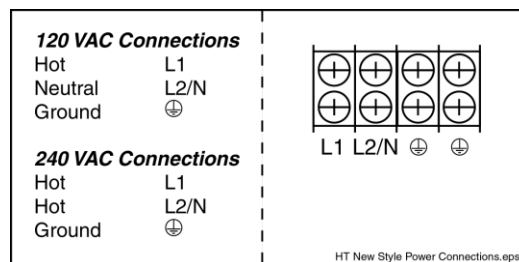 120 VAC Connections
Hot L1
Neutral L2/N
Ground ⏚
240 VAC Connections
Hot L1
Hot L2/N
Ground ⏚
L1 L2/N ⏚ ⏚
HT New Style Power Connections.eps